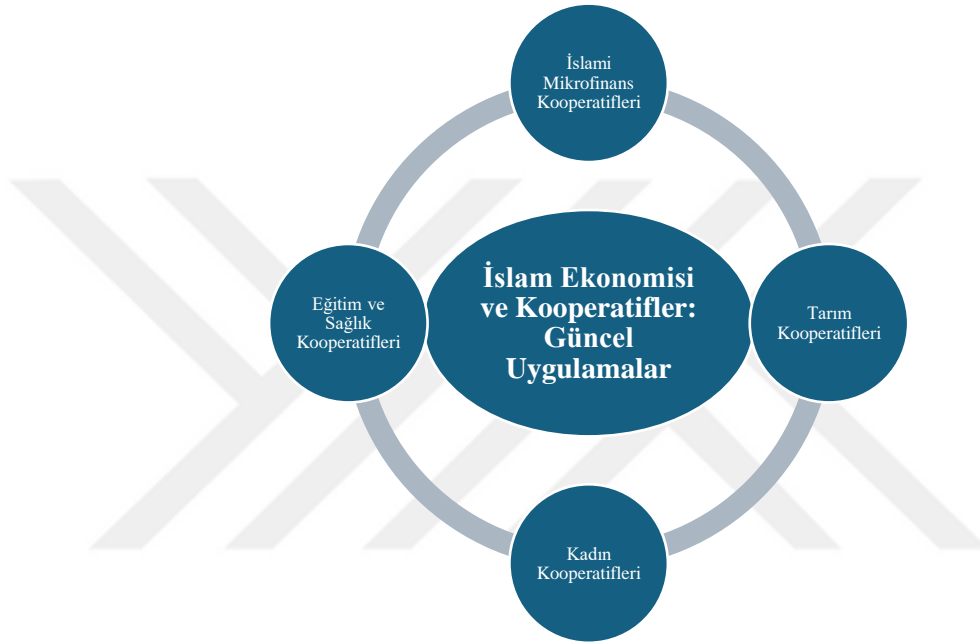 İslami
Mikrofinans
Kooperatifleri
İslam Ekonomisi
ve Kooperatifler:
Güncel
Uygulamalar
Eğitim ve
Sağlık
Kooperatifleri
Tarım
Kooperatifleri
Kadın
Kooperatifleri